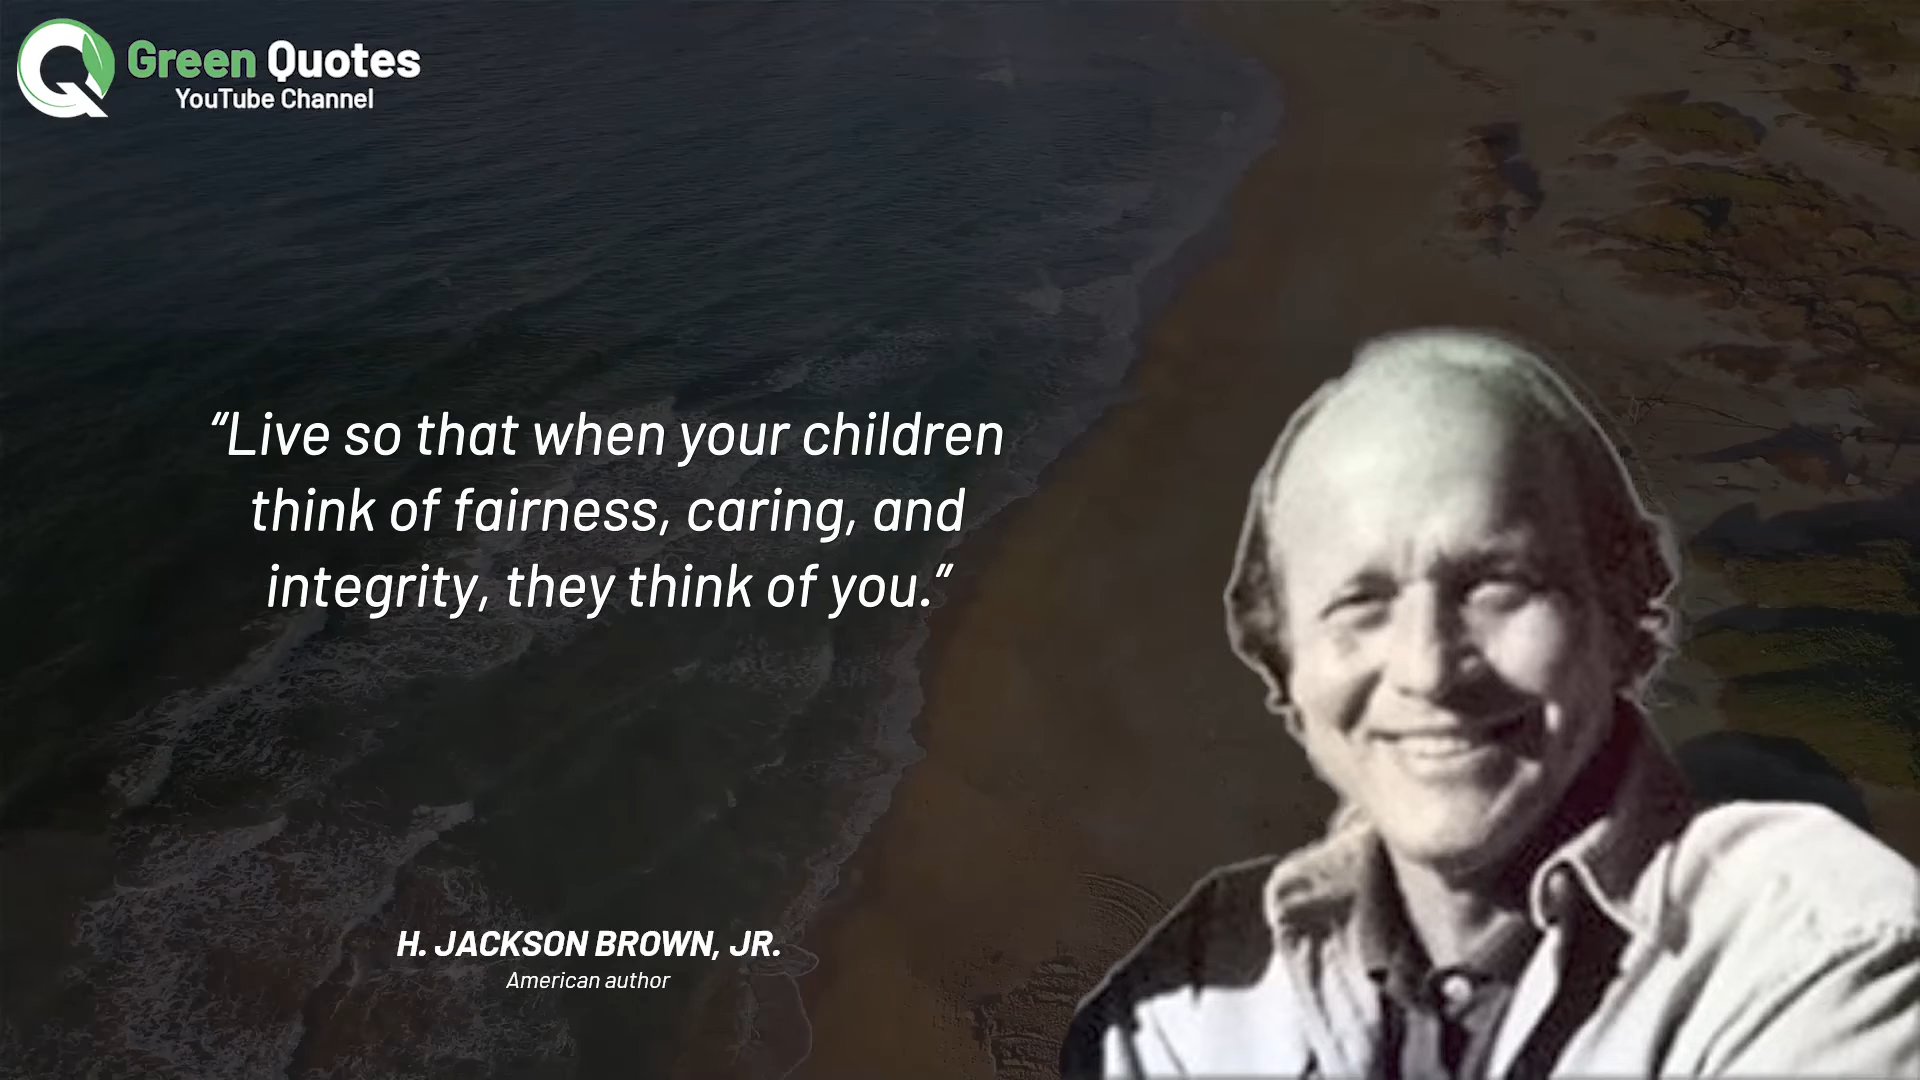 Green Quotes
YouTube Channel
“Live so that when your children
think of fairness, caring, and
integrity, they think of you.”
H. JACKSON BROWN, JR.
American author